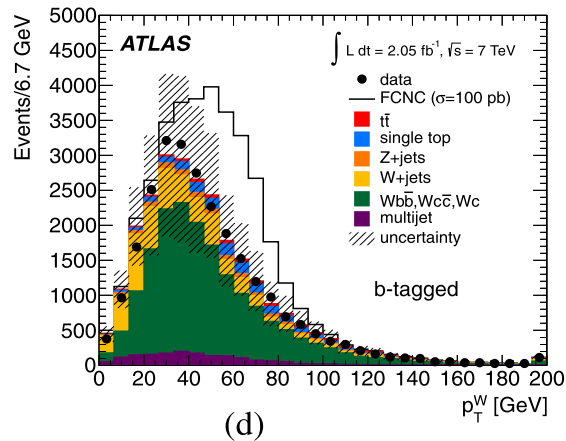 Events/6.7 GeV
5000
4500
4000
3500
3000
2500
2000
1500
1000
500
0
ATLAS
∫ L dt = 2.05 fb⁻¹, √s = 7 TeV
data
FCNC (σ=100 pb)
tt̄
single top
Z+jets
W+jets
Wbb̄,Wcc̄,Wc
multijet
uncertainty
b-tagged
0 20 40 60 80 100 120 140 160 180 200
p_T^W [GeV]
(d)